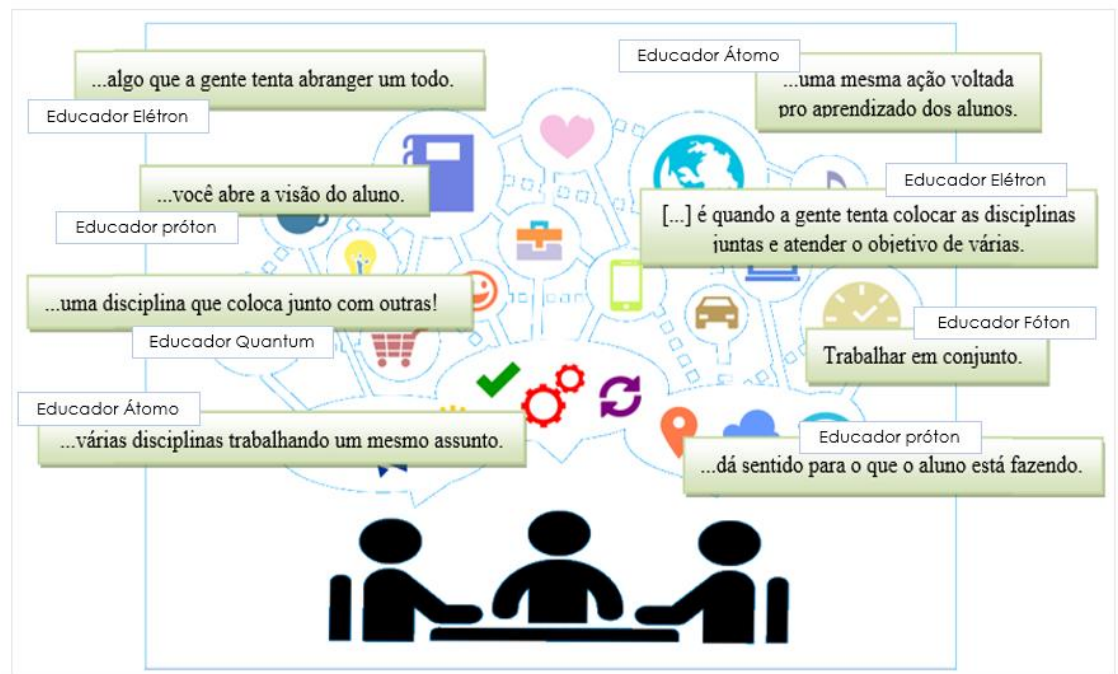 ...algo que a gente tenta abranger um todo.
Educador Elétron
Educador Átomo
...uma mesma ação voltada
pro aprendizado dos alunos.
...você abre a visão do aluno.
Educador próton
Educador Elétron
[...] é quando a gente tenta colocar as disciplinas
juntas e atender o objetivo de várias.
...uma disciplina que coloca junto com outras!
Educador Quantum
Educador Fóton
Trabalhar em conjunto.
Educador Átomo
...várias disciplinas trabalhando um mesmo assunto.
Educador próton
...dá sentido para o que o aluno está fazendo.